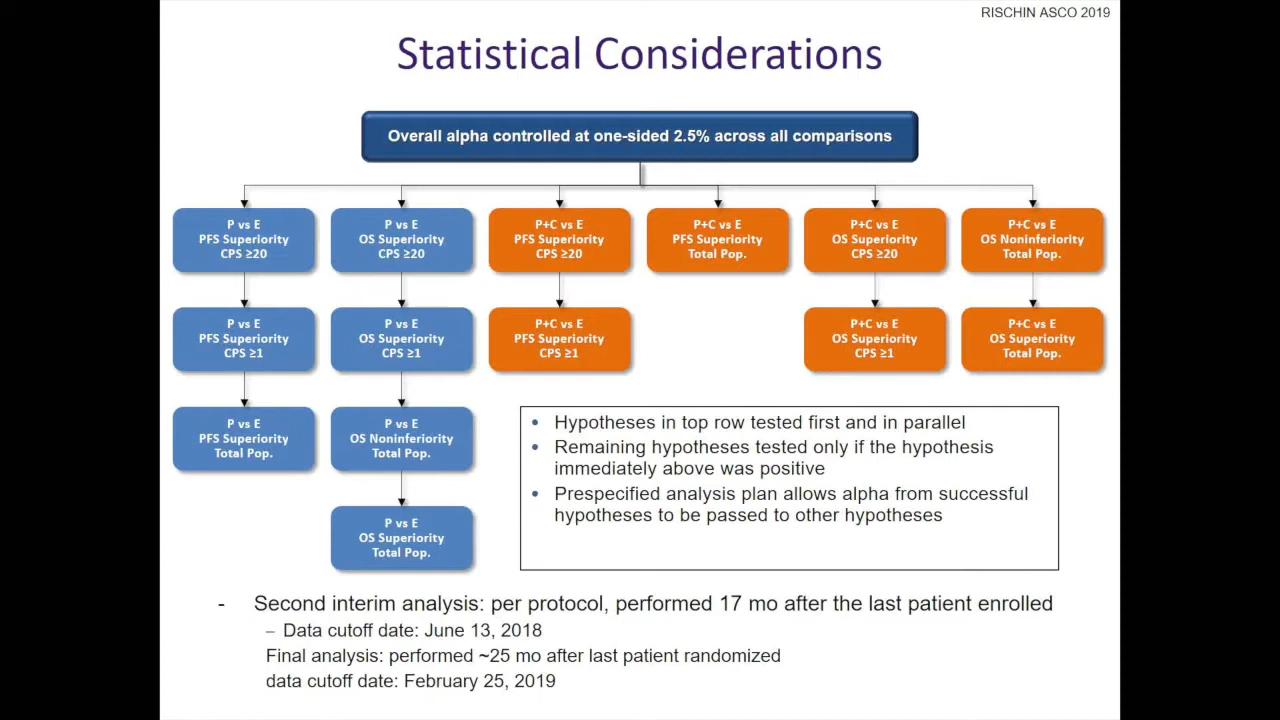 RISCHIN ASCO 2019
Statistical Considerations
Overall alpha controlled at one-sided 2.5% across all comparisons
P vs E
PFS Superiority
CPS ≥20
P vs E
OS Superiority
CPS ≥20
P+C vs E
PFS Superiority
CPS ≥20
P+C vs E
PFS Superiority
Total Pop.
P+C vs E
OS Superiority
CPS ≥20
P+C vs E
OS Noninferiority
Total Pop.
P vs E
PFS Superiority
CPS ≥1
P vs E
OS Superiority
CPS ≥1
P+C vs E
PFS Superiority
CPS ≥1
P+C vs E
OS Superiority
CPS ≥1
P+C vs E
OS Superiority
Total Pop.
P vs E
PFS Superiority
Total Pop.
P vs E
OS Noninferiority
Total Pop.
P vs E
OS Superiority
Total Pop.
• Hypotheses in top row tested first and in parallel
• Remaining hypotheses tested only if the hypothesis
immediately above was positive
• Prespecified analysis plan allows alpha from successful
hypotheses to be passed to other hypotheses
- Second interim analysis: per protocol, performed 17 mo after the last patient enrolled
– Data cutoff date: June 13, 2018
Final analysis: performed ~25 mo after last patient randomized
data cutoff date: February 25, 2019